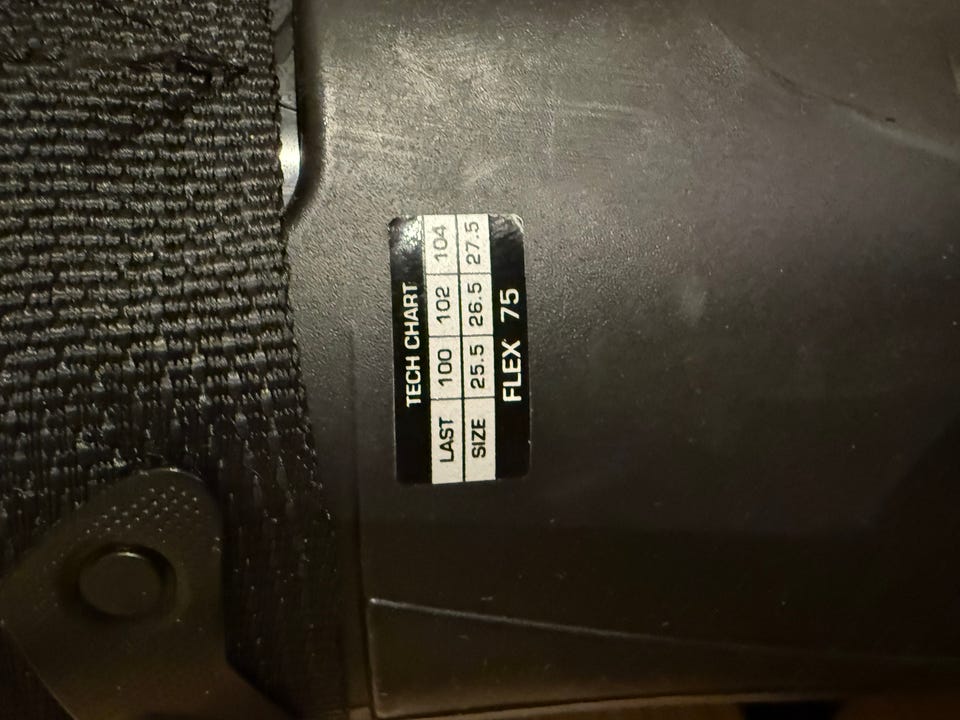 TECH CHART
LAST 100 102 104
SIZE 25.5 26.5 27.5
FLEX 75